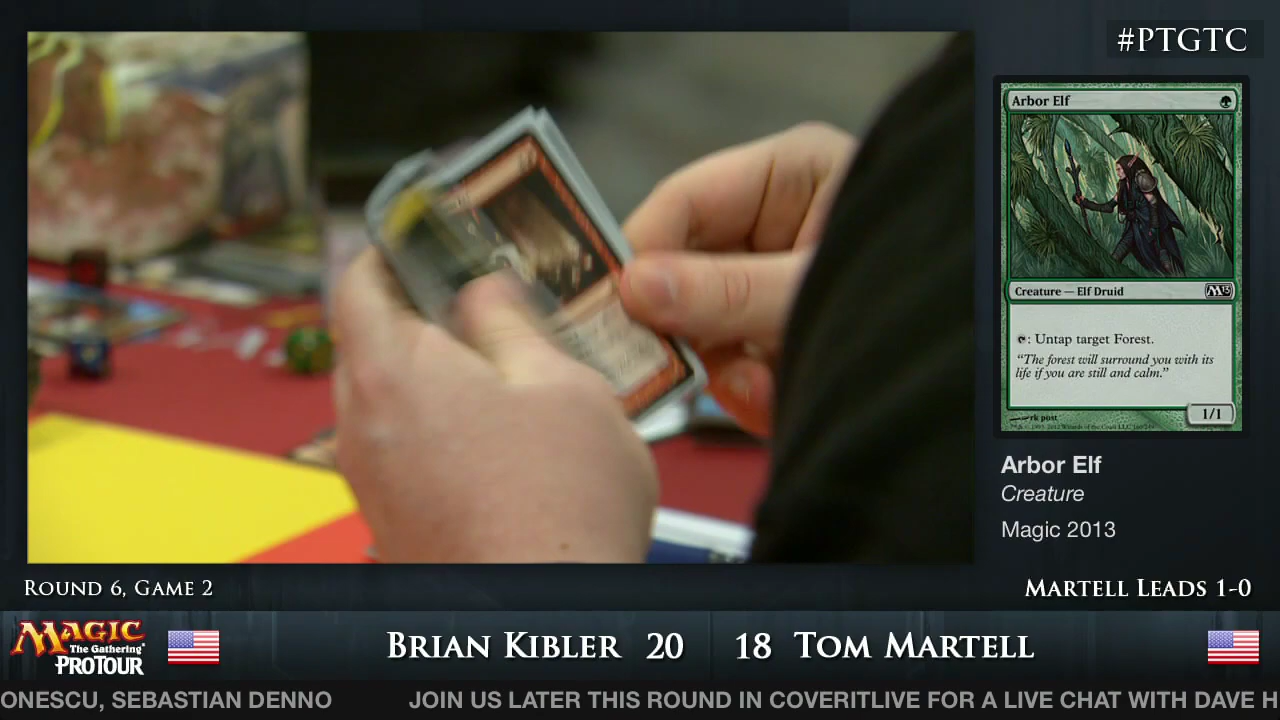 #PTGTC
Arbor Elf
Creature — Elf Druid
M13
: Untap target Forest.
"The forest will surround you with its
life if you are still and calm."
rk post
1/1
Arbor Elf
Creature
Magic 2013
Round 6, Game 2
Martell Leads 1-0
Magic
The Gathering
ProTour
Brian Kibler 20
18 Tom Martell
ONESCU, SEBASTIAN DENNO
JOIN US LATER THIS ROUND IN COVERITLIVE FOR A LIVE CHAT WITH DAVE H